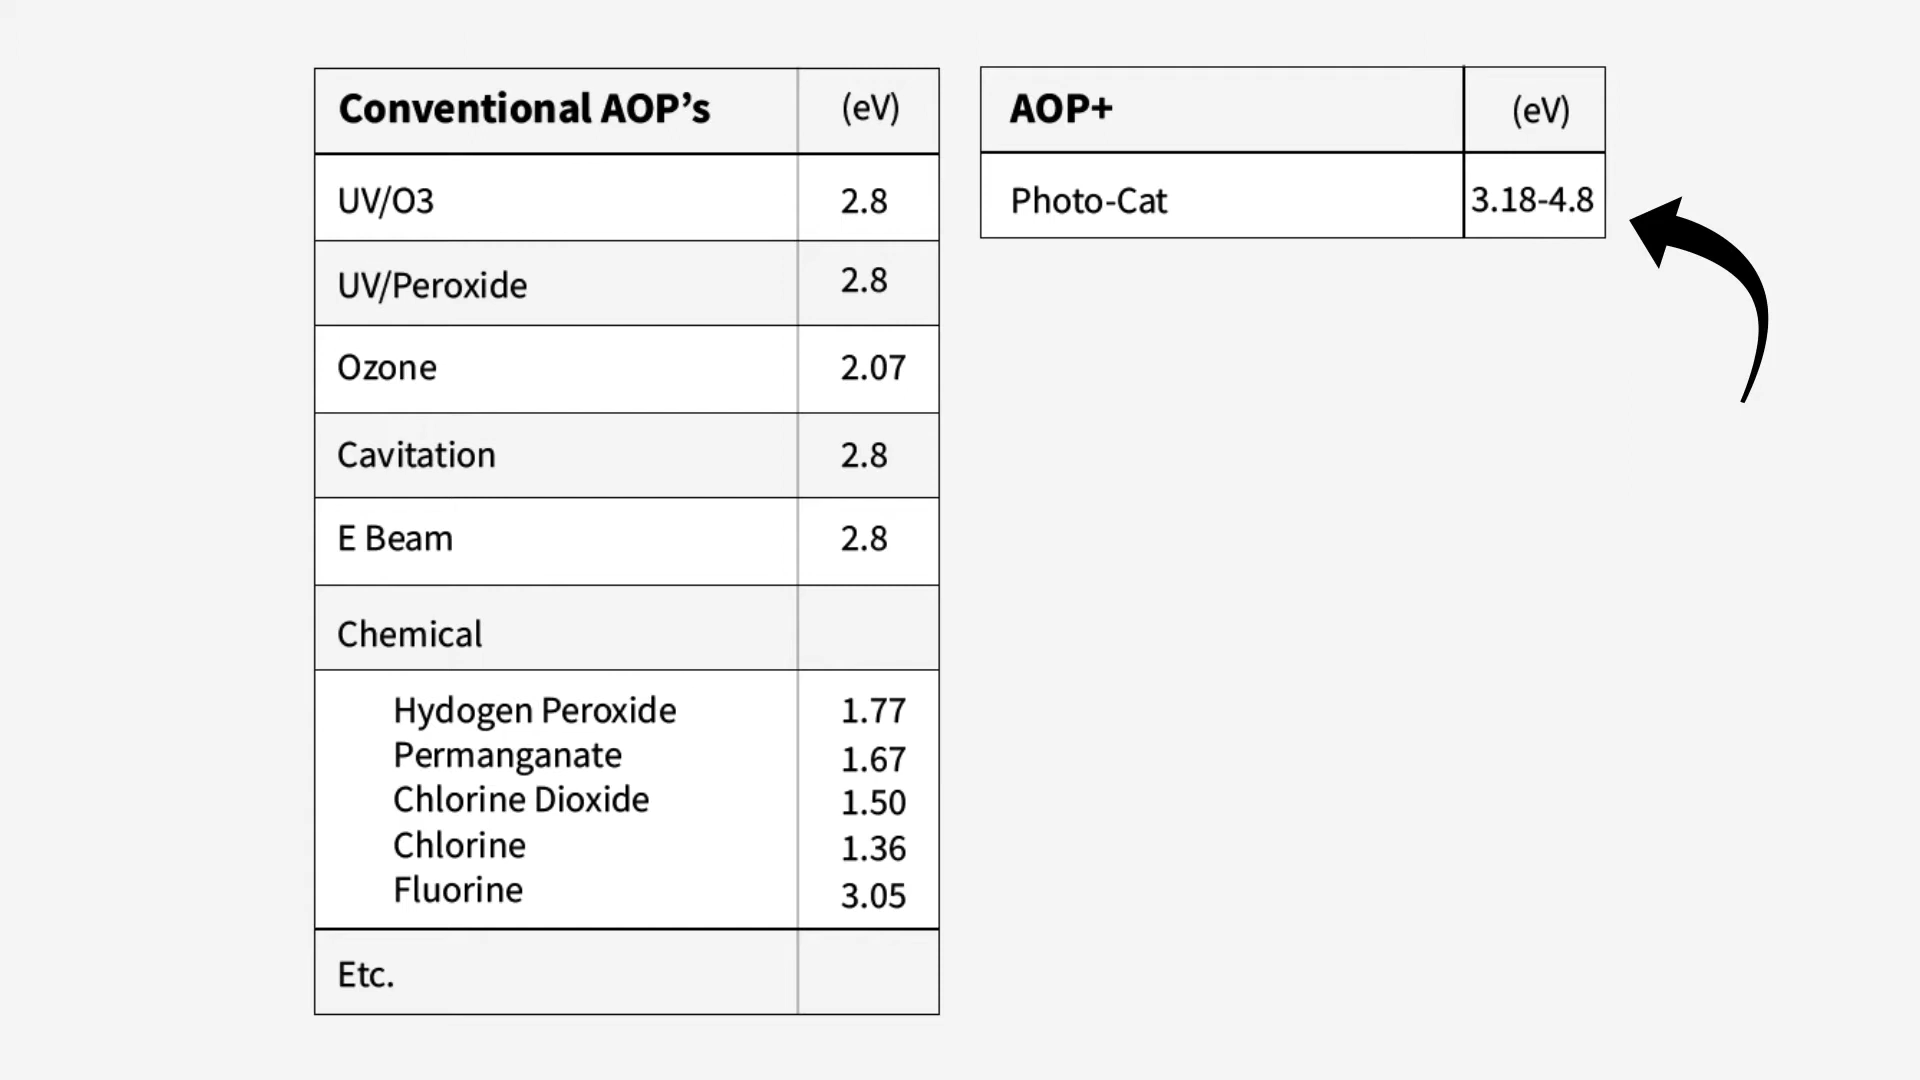 Conventional AOP’s (eV)
UV/O3 2.8
UV/Peroxide 2.8
Ozone 2.07
Cavitation 2.8
E Beam 2.8
Chemical
Hydogen Peroxide 1.77
Permanganate 1.67
Chlorine Dioxide 1.50
Chlorine 1.36
Fluorine 3.05
Etc.
AOP+ (eV)
Photo-Cat 3.18-4.8